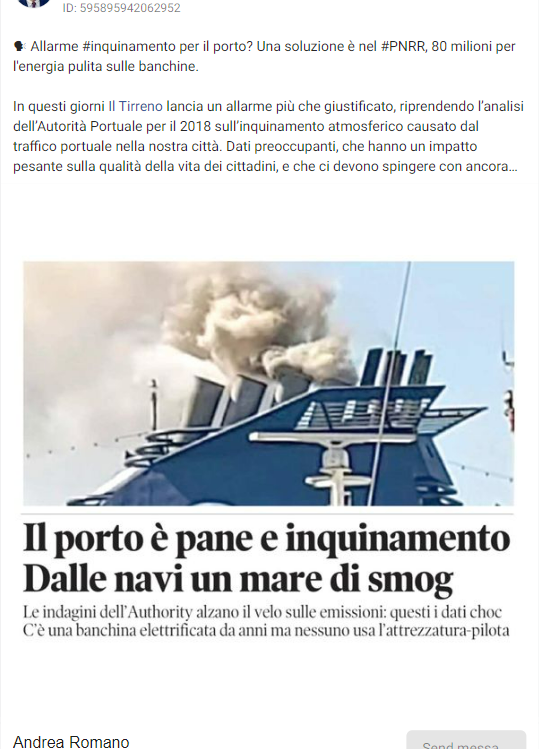 ID: 595895942062952
🗣 Allarme #inquinamento per il porto? Una soluzione è nel #PNRR, 80 milioni per
l'energia pulita sulle banchine.
In questi giorni Il Tirreno lancia un allarme più che giustificato, riprendendo l’analisi
dell’Autorità Portuale per il 2018 sull’inquinamento atmosferico causato dal
traffico portuale nella nostra città. Dati preoccupanti, che hanno un impatto
pesante sulla qualità della vita dei cittadini, e che ci devono spingere con ancora...
Il porto è pane e inquinamento
Dalle navi un mare di smog
Le indagini dell’Authority alzano il velo sulle emissioni: questi i dati choc
C’è una banchina elettrificata da anni ma nessuno usa l’attrezzatura-pilota
Andrea Romano
Send messa...